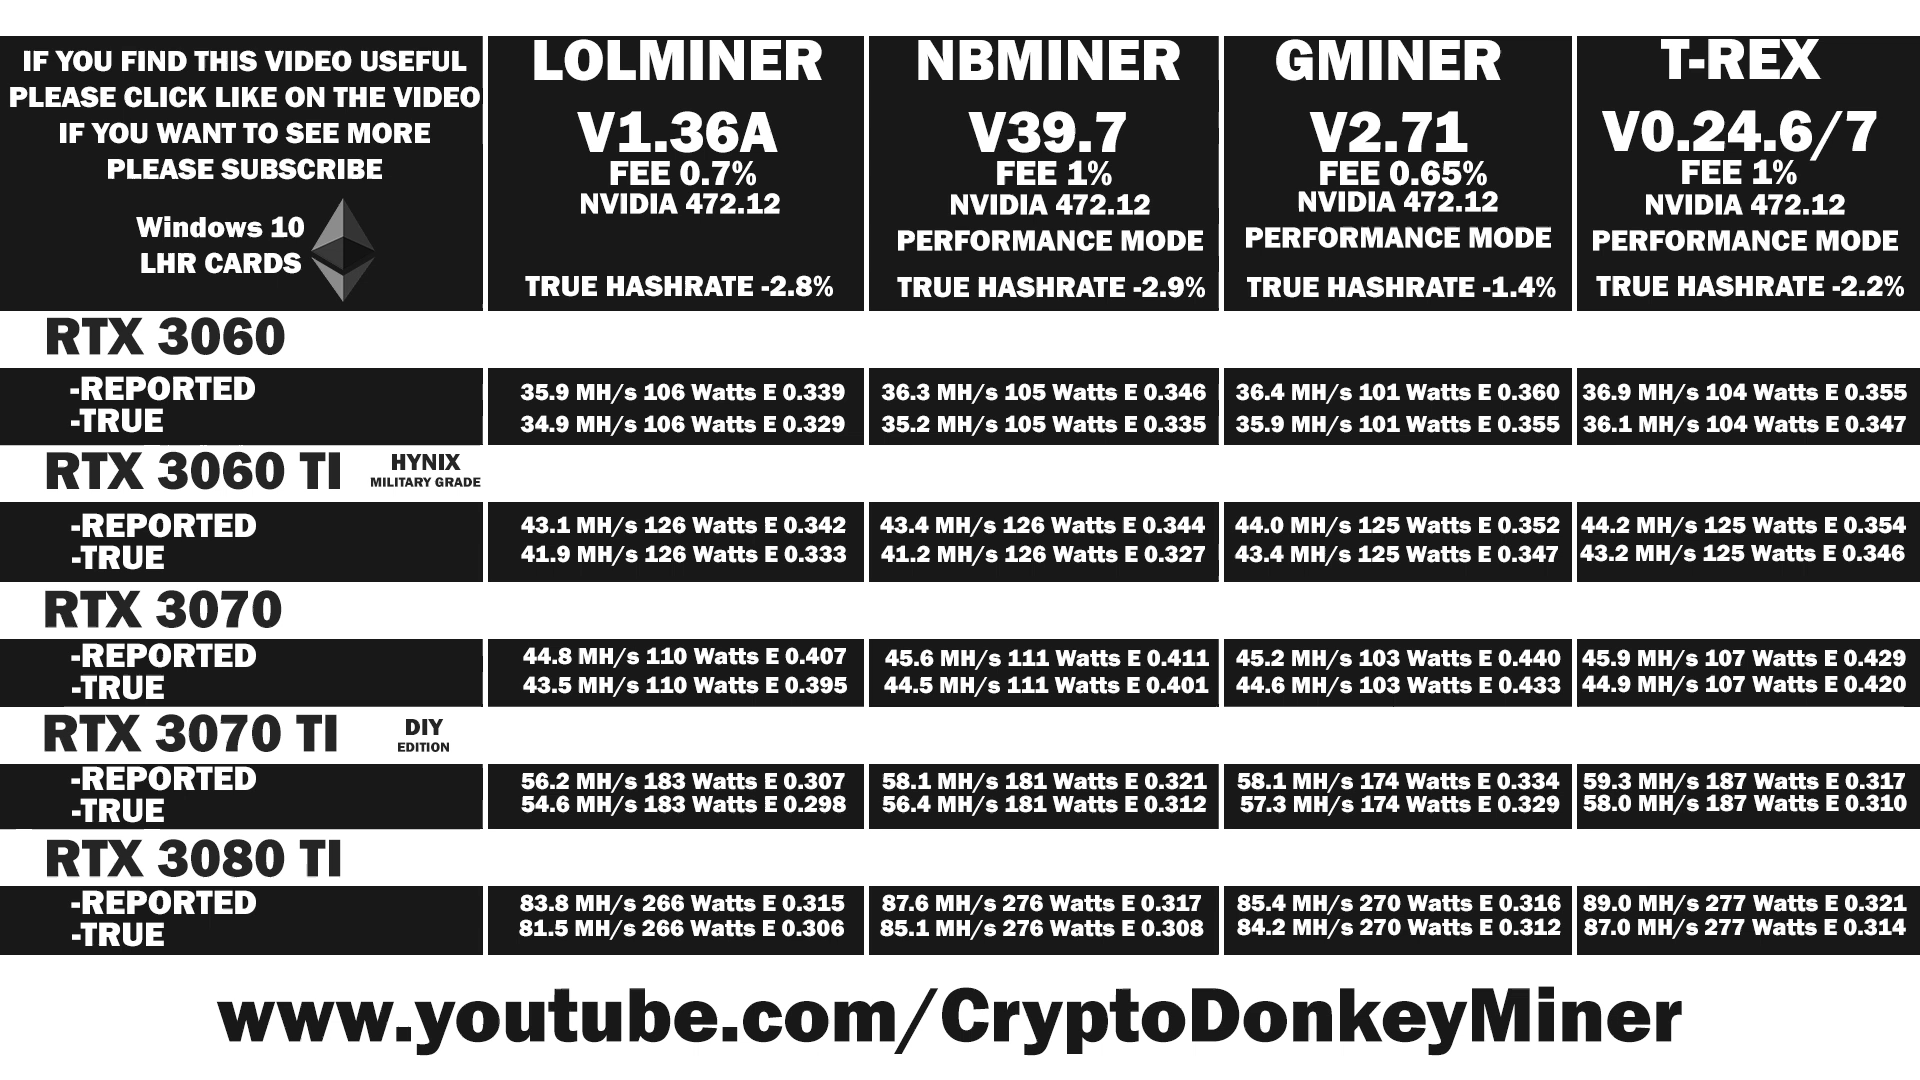 IF YOU FIND THIS VIDEO USEFUL
PLEASE CLICK LIKE ON THE VIDEO
IF YOU WANT TO SEE MORE
PLEASE SUBSCRIBE
Windows 10
LHR CARDS
LOLMINER
V1.36A
FEE 0.7%
NVIDIA 472.12
TRUE HASHRATE -2.8%
NBMINER
V39.7
FEE 1%
NVIDIA 472.12
PERFORMANCE MODE
TRUE HASHRATE -2.9%
GMINER
V2.71
FEE 0.65%
NVIDIA 472.12
PERFORMANCE MODE
TRUE HASHRATE -1.4%
T-REX
V0.24.6/7
FEE 1%
NVIDIA 472.12
PERFORMANCE MODE
TRUE HASHRATE -2.2%
RTX 3060
-REPORTED 35.9 MH/s 106 Watts E 0.339 36.3 MH/s 105 Watts E 0.346 36.4 MH/s 101 Watts E 0.360 36.9 MH/s 104 Watts E 0.355
-TRUE 34.9 MH/s 106 Watts E 0.329 35.2 MH/s 105 Watts E 0.335 35.9 MH/s 101 Watts E 0.355 36.1 MH/s 104 Watts E 0.347
RTX 3060 TI HYNIX
MILITARY GRADE
-REPORTED 43.1 MH/s 126 Watts E 0.342 43.4 MH/s 126 Watts E 0.344 44.0 MH/s 125 Watts E 0.352 44.2 MH/s 125 Watts E 0.354
-TRUE 41.9 MH/s 126 Watts E 0.333 41.2 MH/s 126 Watts E 0.327 43.4 MH/s 125 Watts E 0.347 43.2 MH/s 125 Watts E 0.346
RTX 3070
-REPORTED 44.8 MH/s 110 Watts E 0.407 45.6 MH/s 111 Watts E 0.411 45.2 MH/s 103 Watts E 0.440 45.9 MH/s 107 Watts E 0.429
-TRUE 43.5 MH/s 110 Watts E 0.395 44.5 MH/s 111 Watts E 0.401 44.6 MH/s 103 Watts E 0.433 44.9 MH/s 107 Watts E 0.420
RTX 3070 TI DIY
EDITION
-REPORTED 56.2 MH/s 183 Watts E 0.307 58.1 MH/s 181 Watts E 0.321 58.1 MH/s 174 Watts E 0.334 59.3 MH/s 187 Watts E 0.317
-TRUE 54.6 MH/s 183 Watts E 0.298 56.4 MH/s 181 Watts E 0.312 57.3 MH/s 174 Watts E 0.329 58.0 MH/s 187 Watts E 0.310
RTX 3080 TI
-REPORTED 83.8 MH/s 266 Watts E 0.315 87.6 MH/s 276 Watts E 0.317 85.4 MH/s 270 Watts E 0.316 89.0 MH/s 277 Watts E 0.321
-TRUE 81.5 MH/s 266 Watts E 0.306 85.1 MH/s 276 Watts E 0.308 84.2 MH/s 270 Watts E 0.312 87.0 MH/s 277 Watts E 0.314
www.youtube.com/CryptoDonkeyMiner